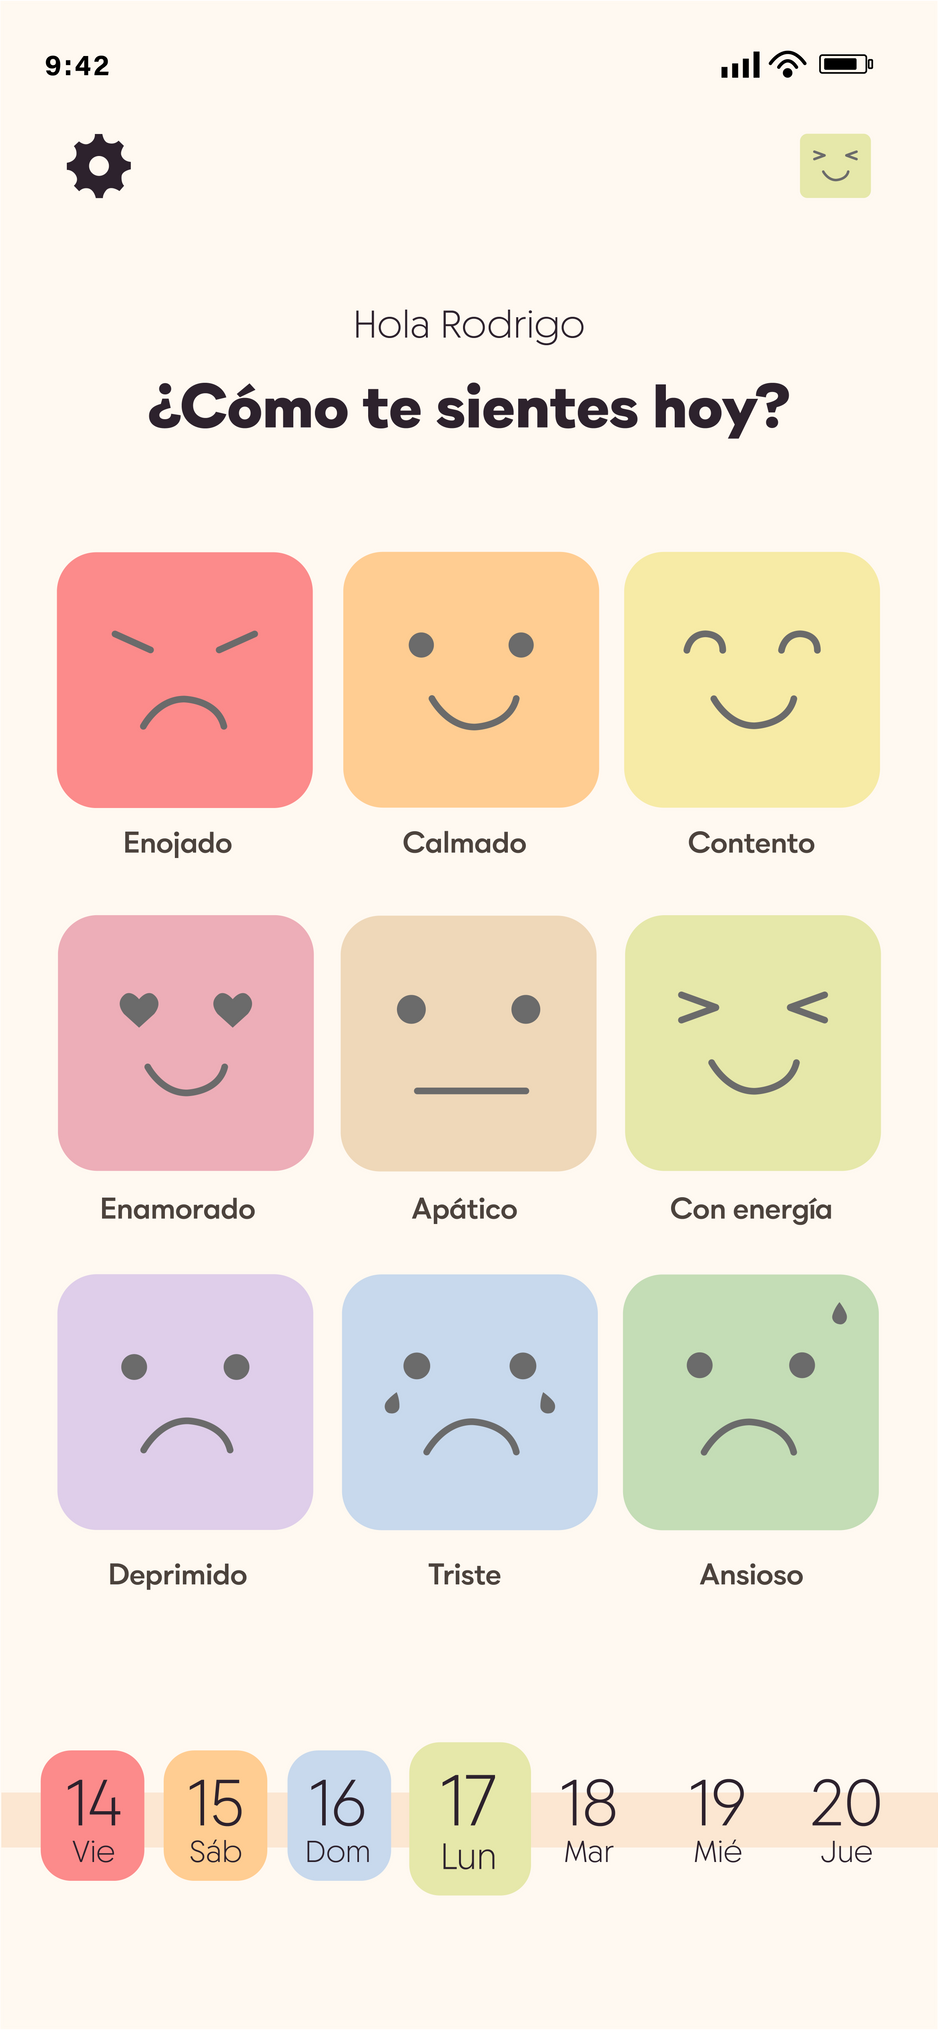 9:42
Hola Rodrigo
¿Cómo te sientes hoy?
Enojado Calmado Contento
Enamorado Apático Con energía
Deprimido Triste Ansioso
14 15 16 17 18 19 20
Vie Sáb Dom Lun Mar Mié Jue